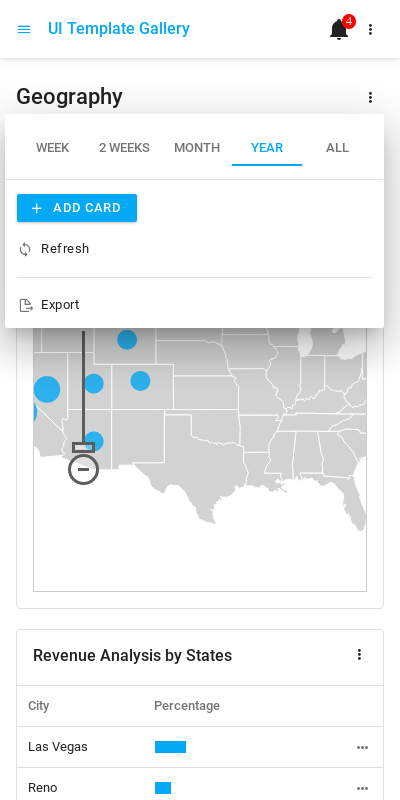 UI Template Gallery
4
Geography
WEEK 2 WEEKS MONTH YEAR ALL
ADD CARD
Refresh
Export
Revenue Analysis by States
City Percentage
Las Vegas
Reno